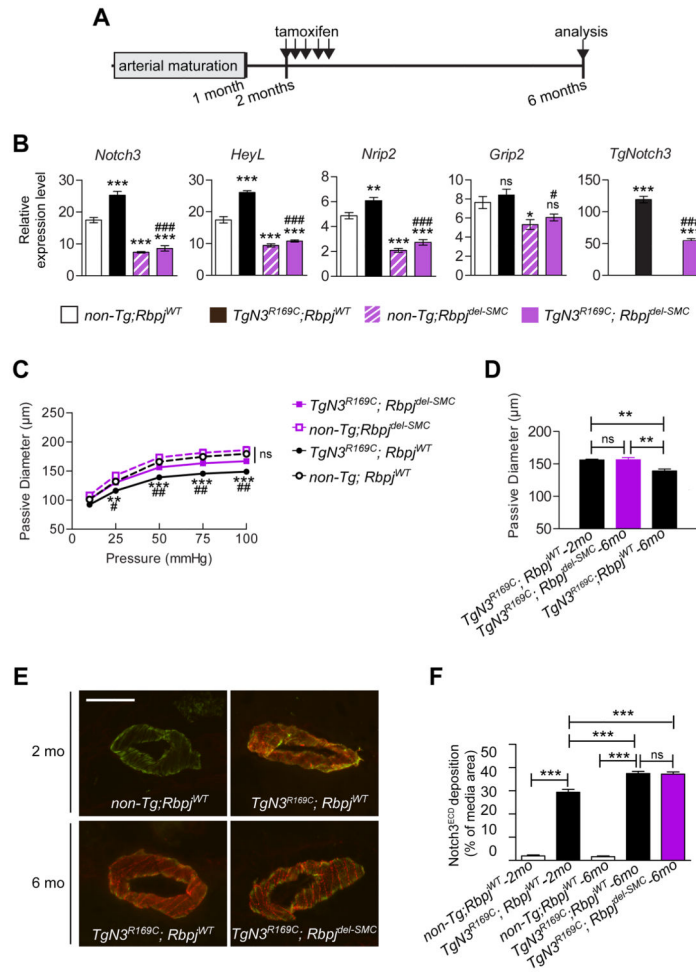 A
tamoxifen
analysis
arterial maturation
1 month
2 months
6 months
B
Notch3
HeyL
Nrip2
Grip2
TgNotch3
Relative expression level
30
20
10
0
***
***
###
***
30
20
10
0
***
***
###
***
8
6
4
2
0
**
***
###
***
10
8
6
4
2
0
ns
*
#
ns
150
100
50
0
***
###
***
non-Tg;Rbpj^WT
TgN3^R169C;Rbpj^WT
non-Tg;Rbpj^del-SMC
TgN3^R169C; Rbpj^del-SMC
C
Passive Diameter (µm)
200
150
100
50
0
25
50
75
100
Pressure (mmHg)
**
#
***
##
***
##
***
##
ns
TgN3^R169C; Rbpj^del-SMC
non-Tg;Rbpj^del-SMC
TgN3^R169C; Rbpj^WT
non-Tg; Rbpj^WT
D
Passive Diameter (µm)
200
150
100
50
**
ns
**
TgN3^R169C; Rbpj^WT-2mo
TgN3^R169C; Rbpj^del-SMC-6mo
TgN3^R169C;Rbpj^WT-6mo
E
2 mo
non-Tg;Rbpj^WT
TgN3^R169C; Rbpj^WT
6 mo
TgN3^R169C; Rbpj^WT
TgN3^R169C; Rbpj^del-SMC
F
Notch3^ECD deposition
(% of media area)
50
40
30
20
10
0
***
***
***
***
ns
non-Tg;Rbpj^WT-2mo
TgN3^R169C; Rbpj^WT-2mo
non-Tg;Rbpj^WT-6mo
TgN3^R169C;Rbpj^WT-6mo
TgN3^R169C; Rbpj^del-SMC-6mo